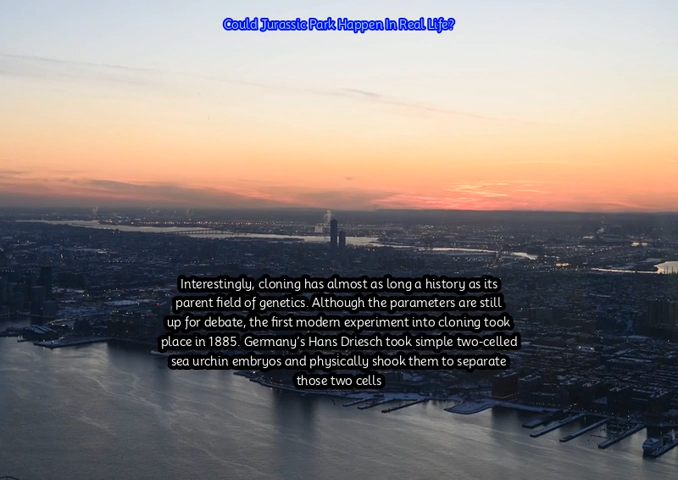 Could Jurassic Park Happen In Real Life?
Interestingly, cloning has almost as long a history as its
parent field of genetics. Although the parameters are still
up for debate, the first modern experiment into cloning took
place in 1885. Germany's Hans Driesch took simple two-celled
sea urchin embryos and physically shook them to separate
those two cells